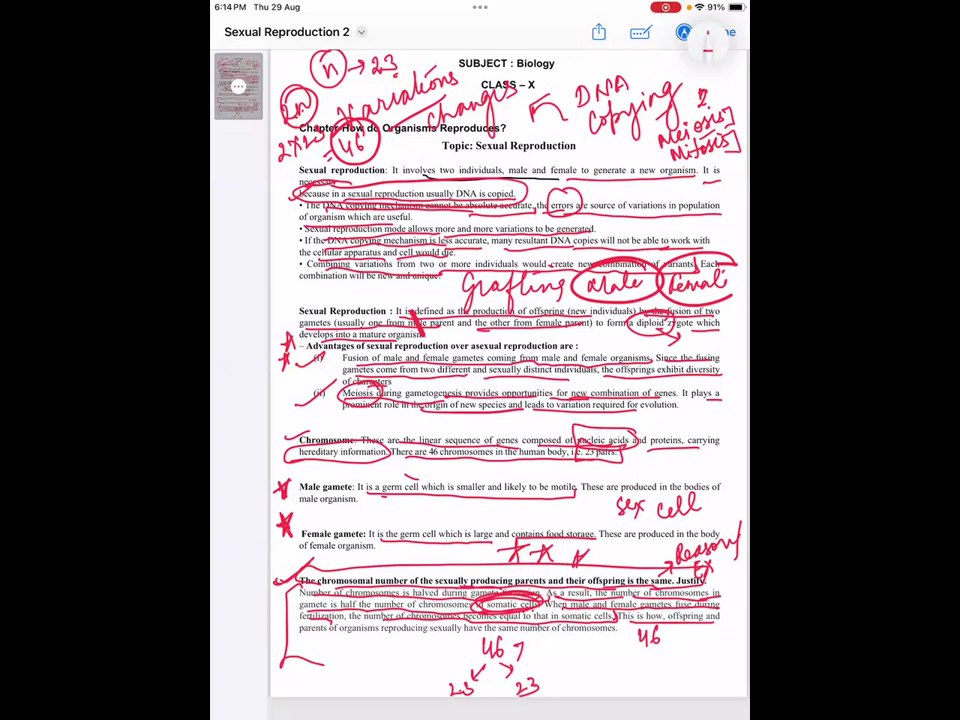 6:14 PM Thu 29 Aug
91%
Sexual Reproduction 2
SUBJECT : Biology
CLASS – X
n → 23
2n
2×23
= 46
Variations
changes
DNA
copying
2
Meiosis
Mitosis
Chapter How do Organisms Reproduces?
Topic: Sexual Reproduction
Sexual reproduction: It involves two individuals, male and female to generate a new organism. It is
necessary
because in a sexual reproduction usually DNA is copied.
• The DNA copying mechanism cannot be absolute accurate, the errors are source of variations in population
of organism which are useful.
• Sexual reproduction mode allows more and more variations to be generated.
• If the DNA copying mechanism is less accurate, many resultant DNA copies will not be able to work with
the cellular apparatus and cell would die.
• Combining variations from two or more individuals would create new combination of variants. Each
combination will be new and unique.
Grafting Male Female
Sexual Reproduction : It is defined as the production of offspring (new individuals) by the fusion of two
gametes (usually one from male parent and the other from female parent) to form a diploid zygote which
develops into a mature organism.
– Advantages of sexual reproduction over asexual reproduction are :
(i) Fusion of male and female gametes coming from male and female organisms. Since the fusing
gametes come from two different and sexually distinct individuals, the offsprings exhibit diversity
of characters
(ii) Meiosis during gametogenesis provides opportunities for new combination of genes. It plays a
prominent role in the origin of new species and leads to variation required for evolution.
Chromosome: These are the linear sequence of genes composed of nucleic acids and proteins, carrying
hereditary information. There are 46 chromosomes in the human body, i.e. 23 pairs.
Male gamete: It is a germ cell which is smaller and likely to be motile. These are produced in the bodies of
male organism.
sex cell
Female gamete: It is the germ cell which is large and contains food storage. These are produced in the body
of female organism.
Reason/
Ex
The chromosomal number of the sexually producing parents and their offspring is the same. Justify.
Number of chromosomes is halved during gamete formation. As a result, the number of chromosomes in
gamete is half the number of chromosomes in somatic cells. When male and female gametes fuse during
fertilization, the number of chromosomes becomes equal to that in somatic cells. This is how, offspring and
parents of organisms reproducing sexually have the same number of chromosomes.
46
46
23 23